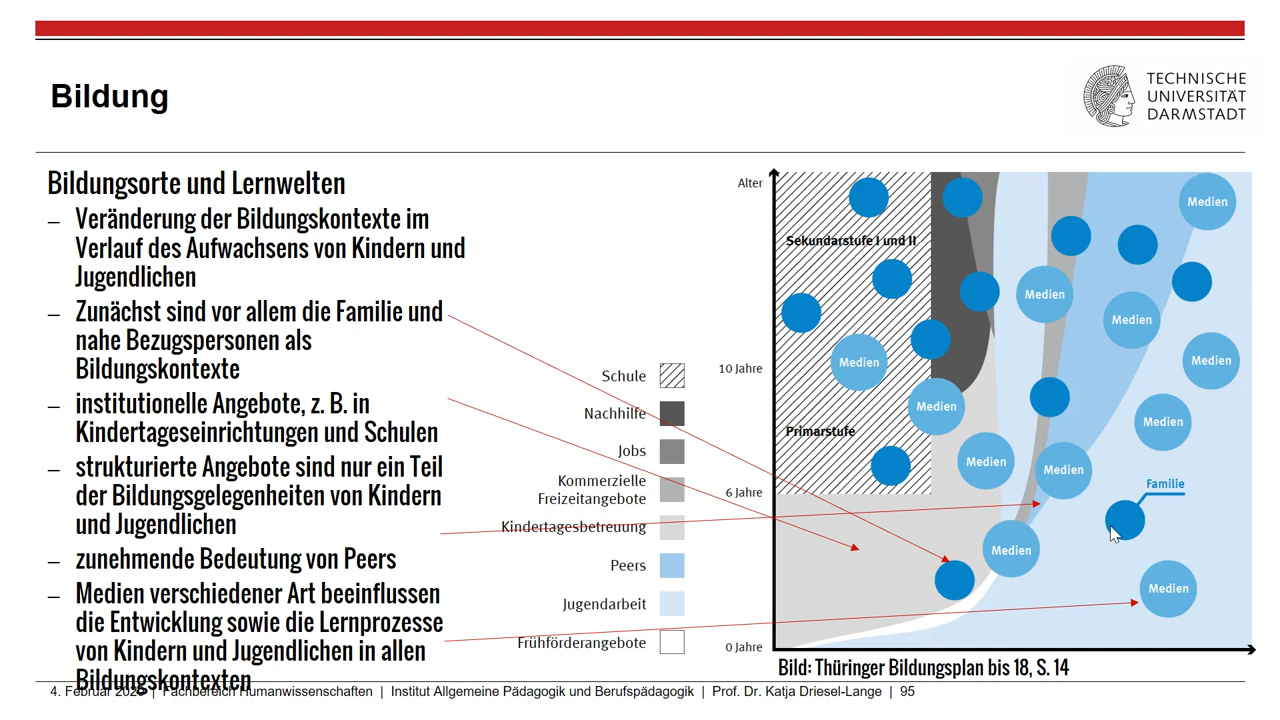 Bildung
TECHNISCHE
UNIVERSITÄT
DARMSTADT
Bildungsorte und Lernwelten
– Veränderung der Bildungskontexte im
Verlauf des Aufwachsens von Kindern und
Jugendlichen
– Zunächst sind vor allem die Familie und
nahe Bezugspersonen als
Bildungskontexte
– institutionelle Angebote, z. B. in
Kindertageseinrichtungen und Schulen
– strukturierte Angebote sind nur ein Teil
der Bildungsgelegenheiten von Kindern
und Jugendlichen
– zunehmende Bedeutung von Peers
– Medien verschiedener Art beeinflussen
die Entwicklung sowie die Lernprozesse
von Kindern und Jugendlichen in allen
Bildungskontexten
Schule
Nachhilfe
Jobs
Kommerzielle
Freizeitangebote
Kindertagesbetreuung
Peers
Jugendarbeit
Frühförderangebote
Alter
10 Jahre
6 Jahre
0 Jahre
Sekundarstufe I und II
Primarstufe
Medien
Medien
Medien
Medien
Medien
Medien
Medien
Medien
Medien
Medien
Familie
Medien
Bild: Thüringer Bildungsplan bis 18, S. 14
4. Februar | Fachbereich Humanwissenschaften | Institut Allgemeine Pädagogik und Berufspädagogik | Prof. Dr. Katja Driesel-Lange | 95